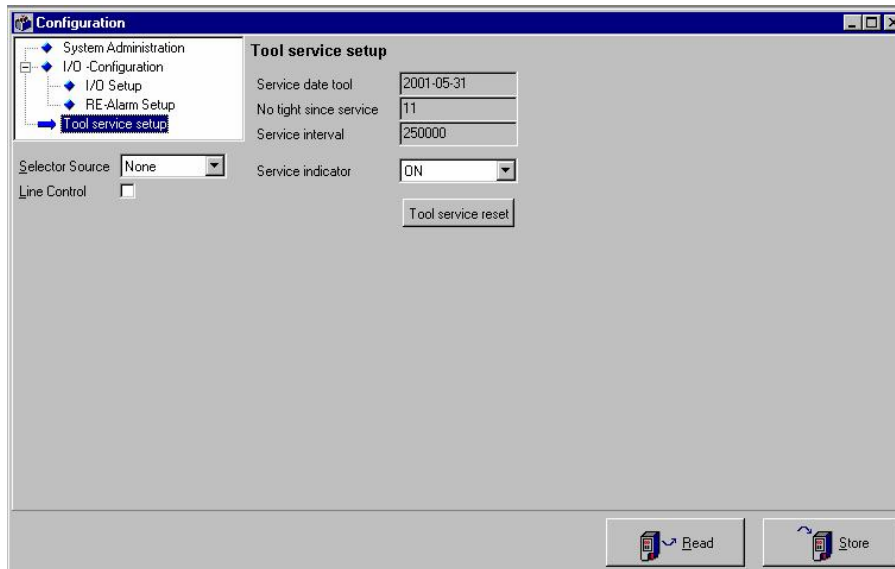 Configuration
System Administration
I/O -Configuration
I/O Setup
RE-Alarm Setup
Tool service setup
Selector Source None
Line Control
Tool service setup
Service date tool 2001-05-31
No tight since service 11
Service interval 250000
Service indicator ON
Tool service reset
Read
Store